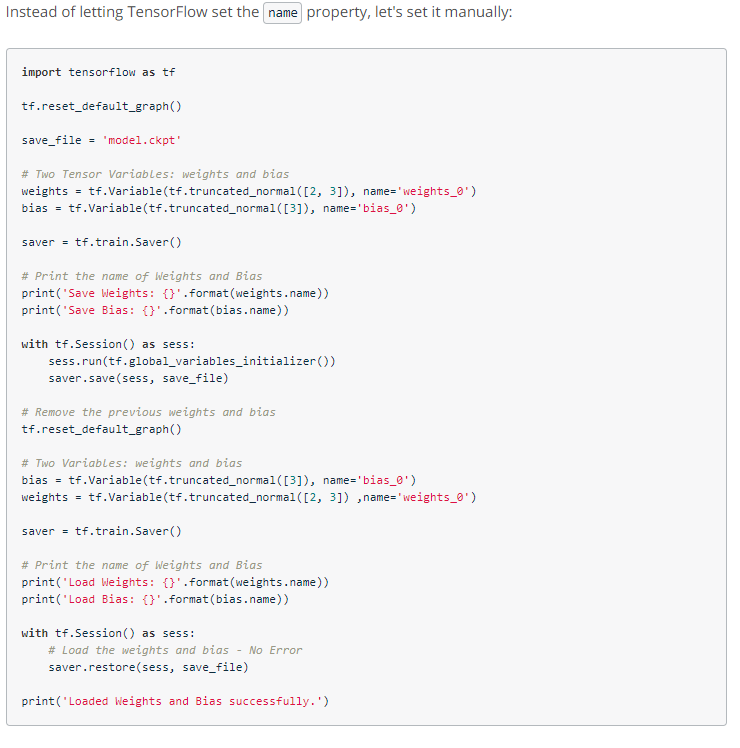 Instead of letting TensorFlow set the name property, let's set it manually:
import tensorflow as tf
tf.reset_default_graph()
save_file = 'model.ckpt'
# Two Tensor Variables: weights and bias
weights = tf.Variable(tf.truncated_normal([2, 3]), name='weights_0')
bias = tf.Variable(tf.truncated_normal([3]), name='bias_0')
saver = tf.train.Saver()
# Print the name of Weights and Bias
print('Save Weights: {}'.format(weights.name))
print('Save Bias: {}'.format(bias.name))
with tf.Session() as sess:
    sess.run(tf.global_variables_initializer())
    saver.save(sess, save_file)
# Remove the previous weights and bias
tf.reset_default_graph()
# Two Variables: weights and bias
bias = tf.Variable(tf.truncated_normal([3]), name='bias_0')
weights = tf.Variable(tf.truncated_normal([2, 3]) ,name='weights_0')
saver = tf.train.Saver()
# Print the name of Weights and Bias
print('Load Weights: {}'.format(weights.name))
print('Load Bias: {}'.format(bias.name))
with tf.Session() as sess:
    # Load the weights and bias - No Error
    saver.restore(sess, save_file)
print('Loaded Weights and Bias successfully.')